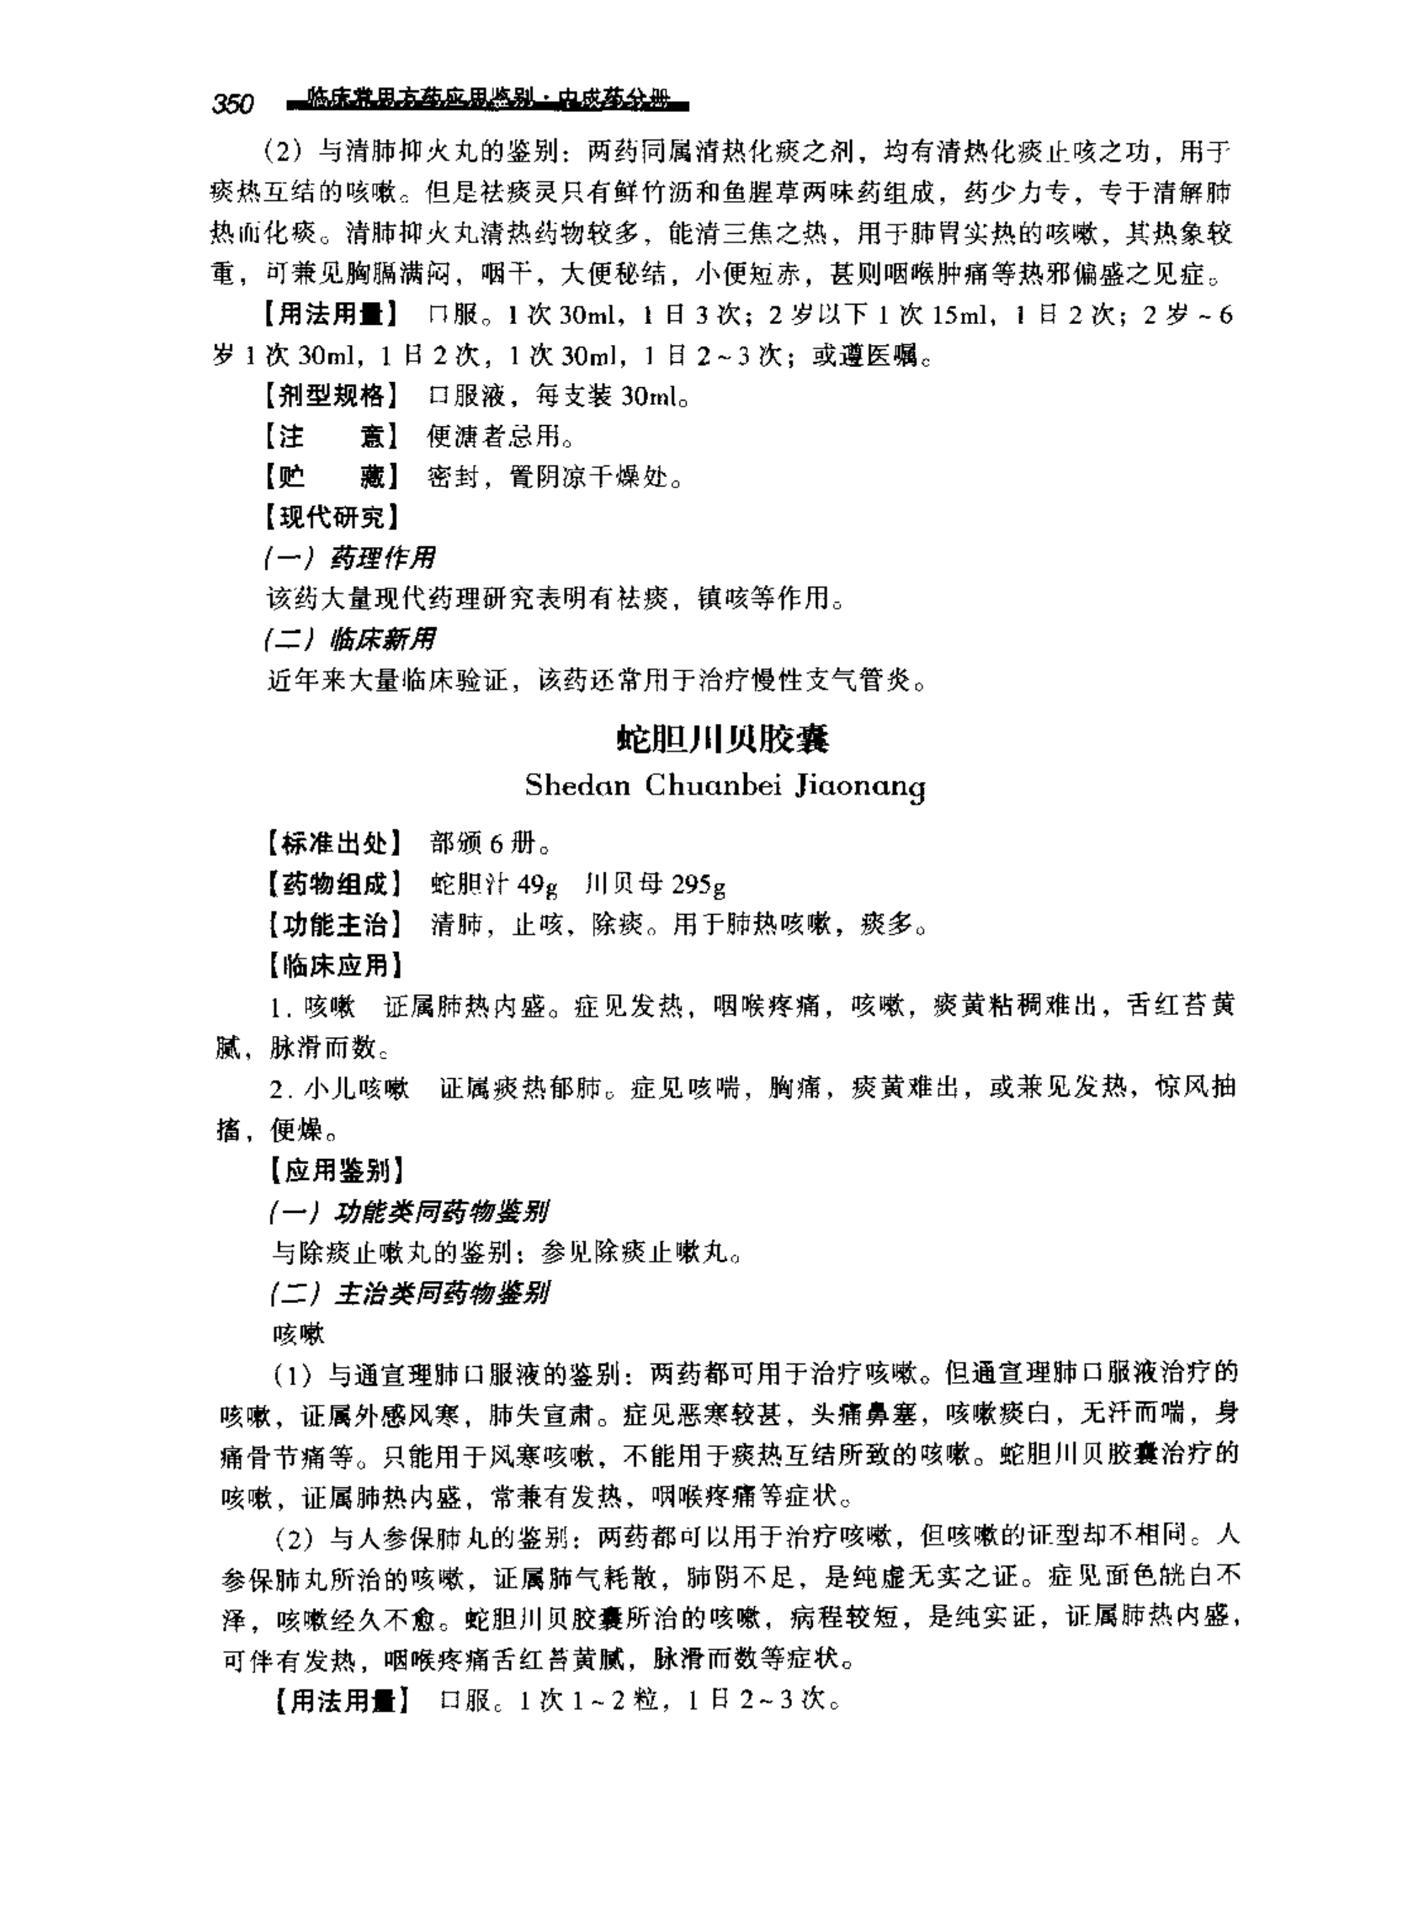 350 临床常用方药应用鉴别·中成药分册
（2）与清肺抑火丸的鉴别：两药同属清热化痰之剂，均有清热化痰止咳之功，用于
痰热互结的咳嗽。但是祛痰灵只有鲜竹沥和鱼腥草两味药组成，药少力专，专于清解肺
热而化痰。清肺抑火丸清热药物较多，能清三焦之热，用于肺胃实热的咳嗽，其热象较
重，可兼见胸膈满闷，咽干，大便秘结，小便短赤，甚则咽喉肿痛等热邪偏盛之见症。
【用法用量】 口服。1次30ml，1日3次；2岁以下1次15ml，1日2次；2岁～6
岁1次30ml，1日2次，1次30ml，1日2～3次；或遵医嘱。
【剂型规格】 口服液，每支装30ml。
【注　　意】 便溏者忌用。
【贮　　藏】 密封，置阴凉干燥处。
【现代研究】
（一）药理作用
该药大量现代药理研究表明有祛痰，镇咳等作用。
（二）临床新用
近年来大量临床验证，该药还常用于治疗慢性支气管炎。
蛇胆川贝胶囊
Shedan Chuanbei Jiaonang
【标准出处】 部颁6册。
【药物组成】 蛇胆汁49g　川贝母295g
【功能主治】 清肺，止咳，除痰。用于肺热咳嗽，痰多。
【临床应用】
1. 咳嗽　证属肺热内盛。症见发热，咽喉疼痛，咳嗽，痰黄粘稠难出，舌红苔黄
腻，脉滑而数。
2. 小儿咳嗽　证属痰热郁肺。症见咳喘，胸痛，痰黄难出，或兼见发热，惊风抽
搐，便燥。
【应用鉴别】
（一）功能类同药物鉴别
与除痰止嗽丸的鉴别：参见除痰止嗽丸。
（二）主治类同药物鉴别
咳嗽
（1）与通宣理肺口服液的鉴别：两药都可用于治疗咳嗽。但通宣理肺口服液治疗的
咳嗽，证属外感风寒，肺失宣肃。症见恶寒较甚，头痛鼻塞，咳嗽痰白，无汗而喘，身
痛骨节痛等。只能用于风寒咳嗽，不能用于痰热互结所致的咳嗽。蛇胆川贝胶囊治疗的
咳嗽，证属肺热内盛，常兼有发热，咽喉疼痛等症状。
（2）与人参保肺丸的鉴别：两药都可以用于治疗咳嗽，但咳嗽的证型却不相同。人
参保肺丸所治的咳嗽，证属肺气耗散，肺阴不足，是纯虚无实之证。症见面色㿠白不
泽，咳嗽经久不愈。蛇胆川贝胶囊所治的咳嗽，病程较短，是纯实证，证属肺热内盛，
可伴有发热，咽喉疼痛舌红苔黄腻，脉滑而数等症状。
【用法用量】 口服。1次1～2粒，1日2～3次。